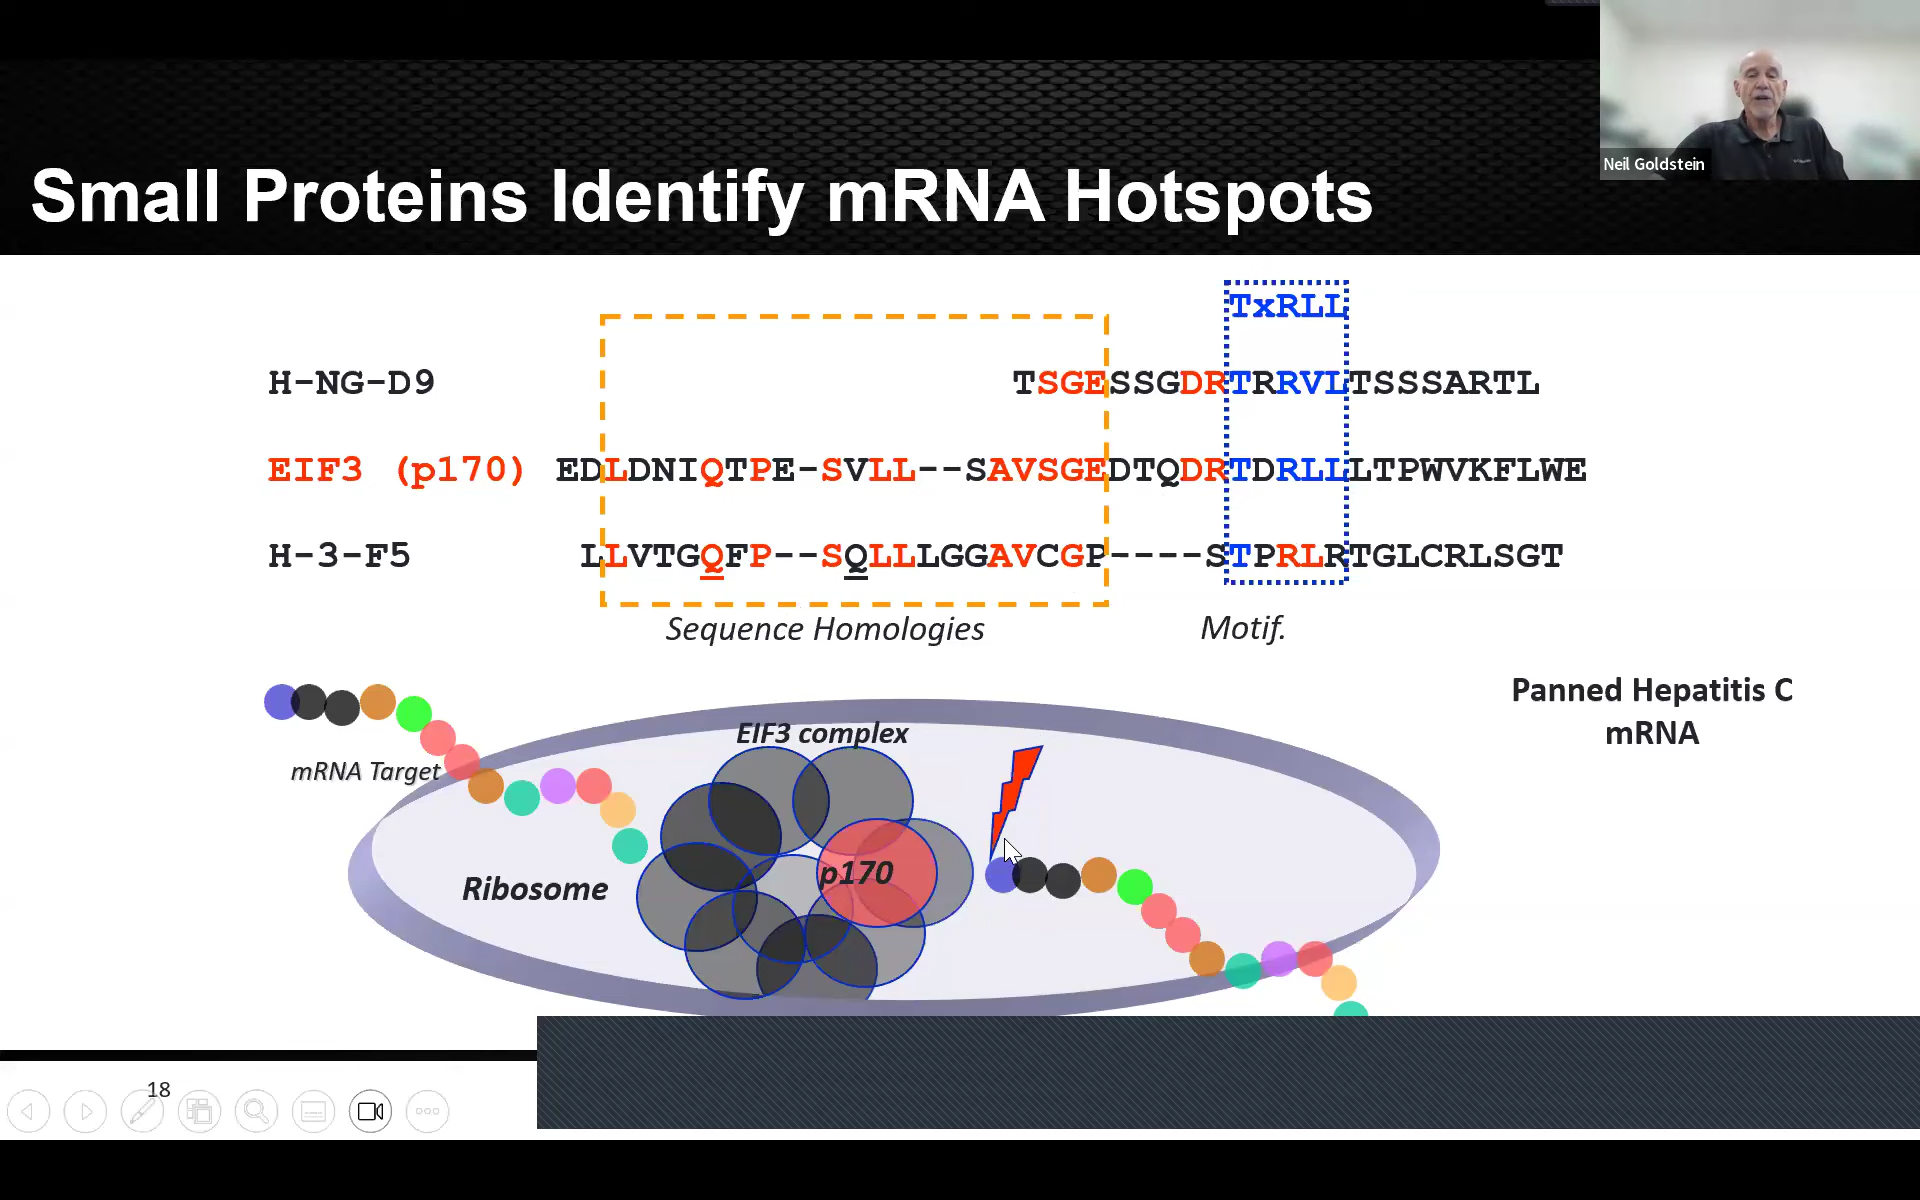 Neil Goldstein
Small Proteins Identify mRNA Hotspots
TxRLL
H-NG-D9 TSGESSGDRTRRVLTSSSARTL
EIF3 (p170) EDLDNIQTPE-SVLL--SAVSGEDTQDRTDRLLLTPWVKFLWE
H-3-F5 LLVTGQFP--SQLLLGGAVCGP----STPRLRTGLCRLSGT
Sequence Homologies Motif.
Panned Hepatitis C
mRNA
EIF3 complex
mRNA Target
p170
Ribosome
18